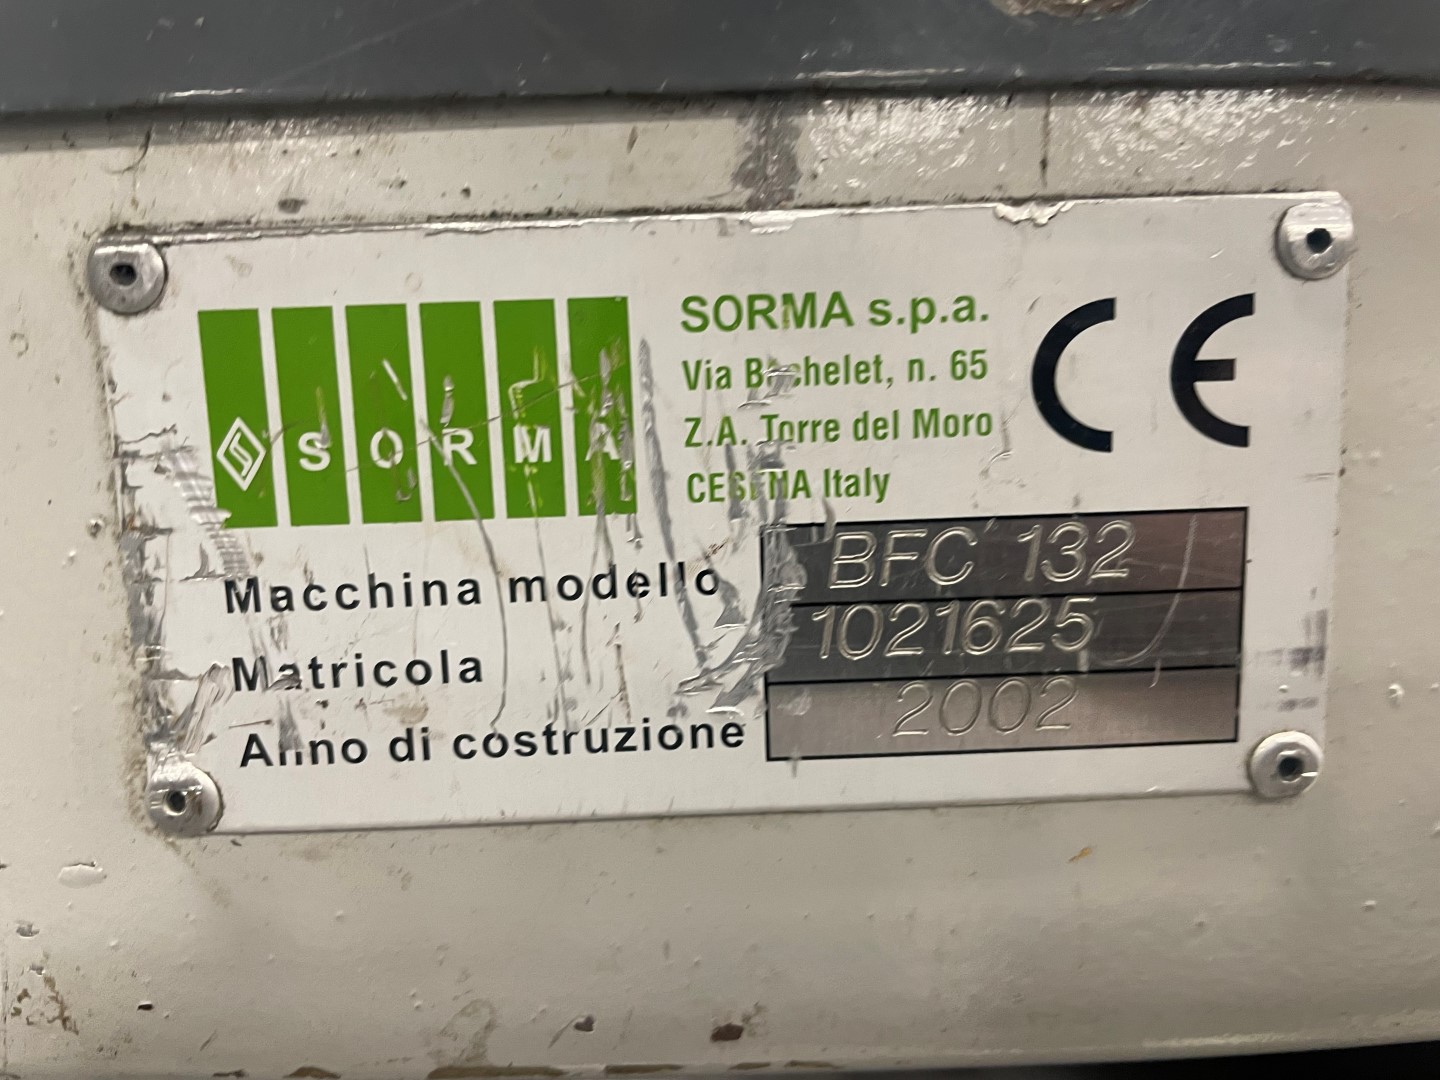 SORMA
SORMA s.p.a.
Via Bachelet, n. 65
Z.A. Torre del Moro
CESENA Italy
CE
Macchina modello BFC 132
Matricola 1021625
Anno di costruzione 2002